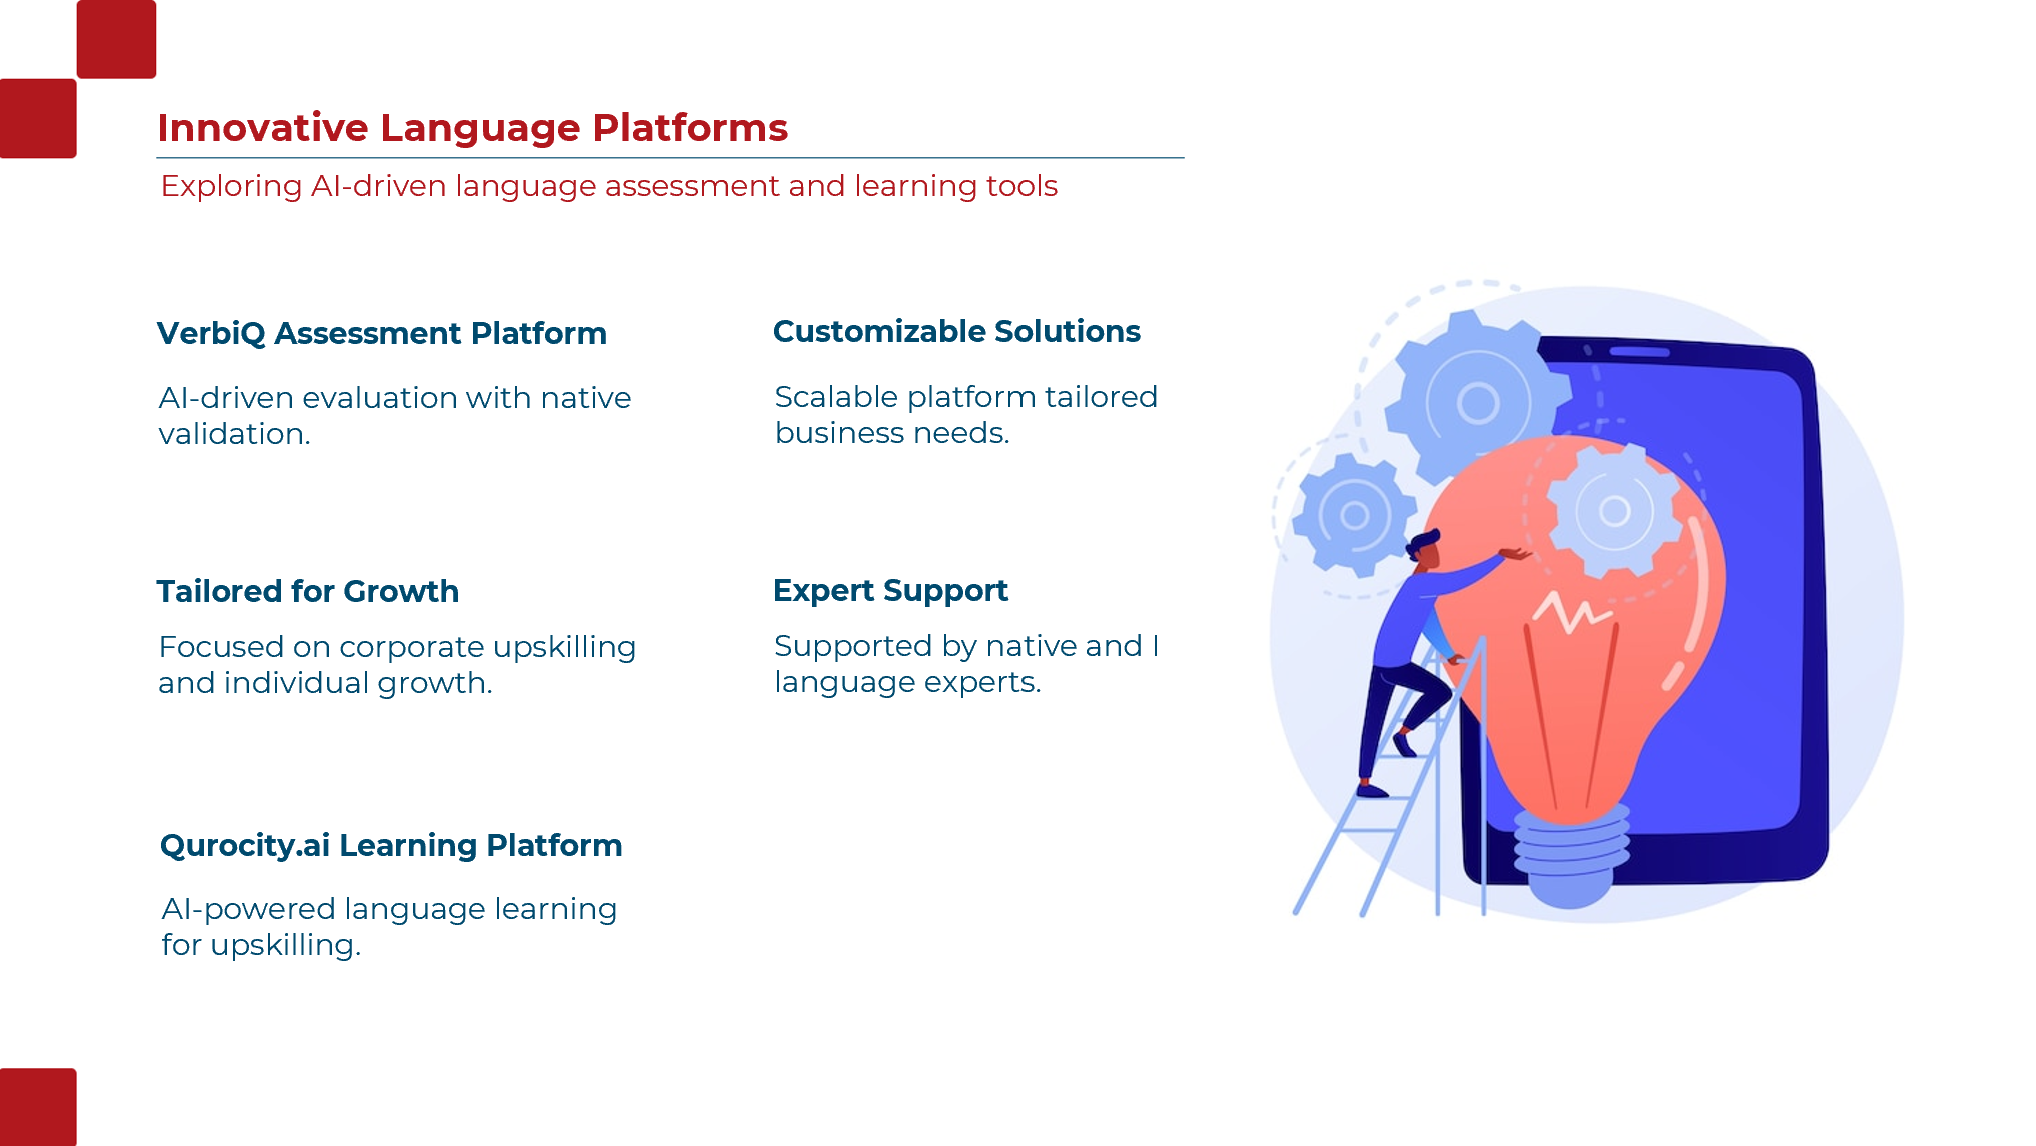 Innovative Language Platforms
Exploring AI-driven language assessment and learning tools
VerbiQ Assessment Platform
AI-driven evaluation with native
validation.
Customizable Solutions
Scalable platform tailored
business needs.
Tailored for Growth
Focused on corporate upskilling
and individual growth.
Expert Support
Supported by native and I
language experts.
Qurocity.ai Learning Platform
AI-powered language learning
for upskilling.